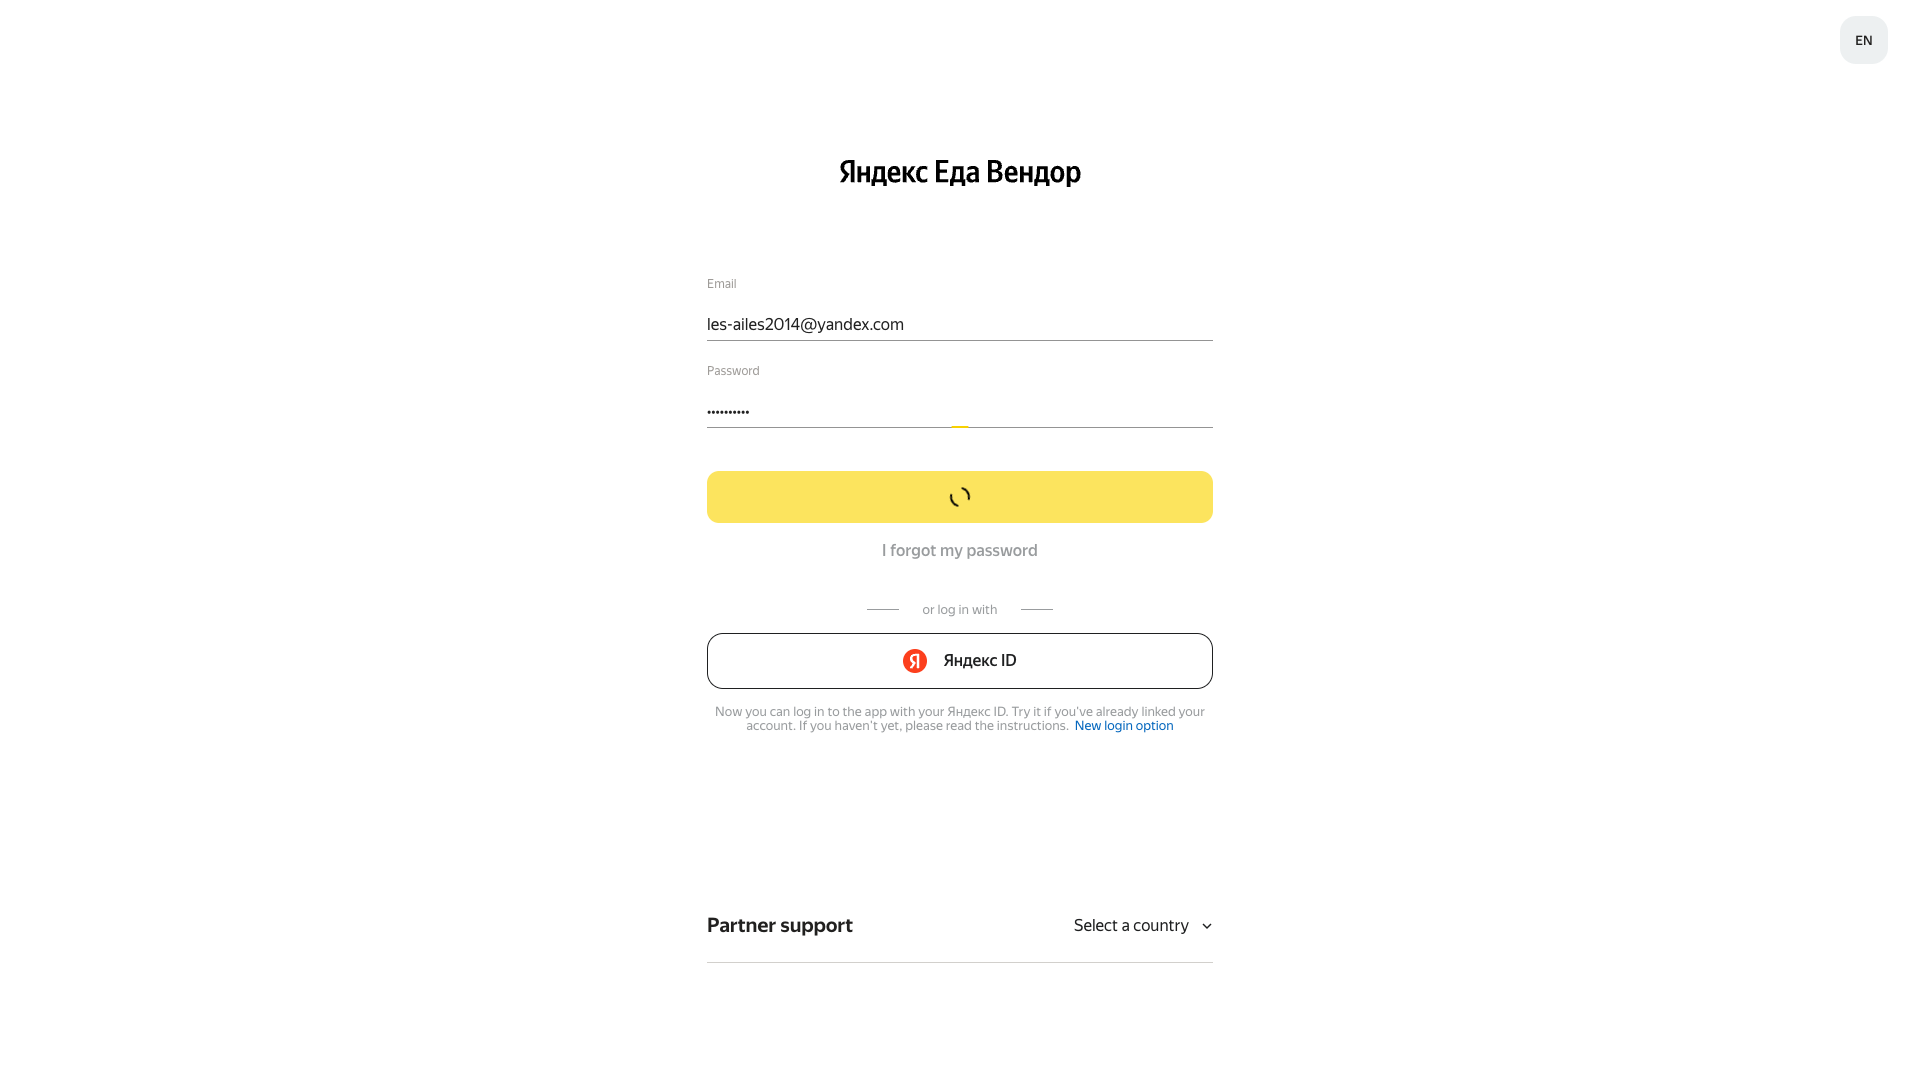 EN
Яндекс Еда Вендор
Email
les-ailes2014@yandex.com
Password
••••••••••
I forgot my password
or log in with
Я Яндекс ID
Now you can log in to the app with your Яндекс ID. Try it if you've already linked your
account. If you haven't yet, please read the instructions. New login option
Partner support
Select a country